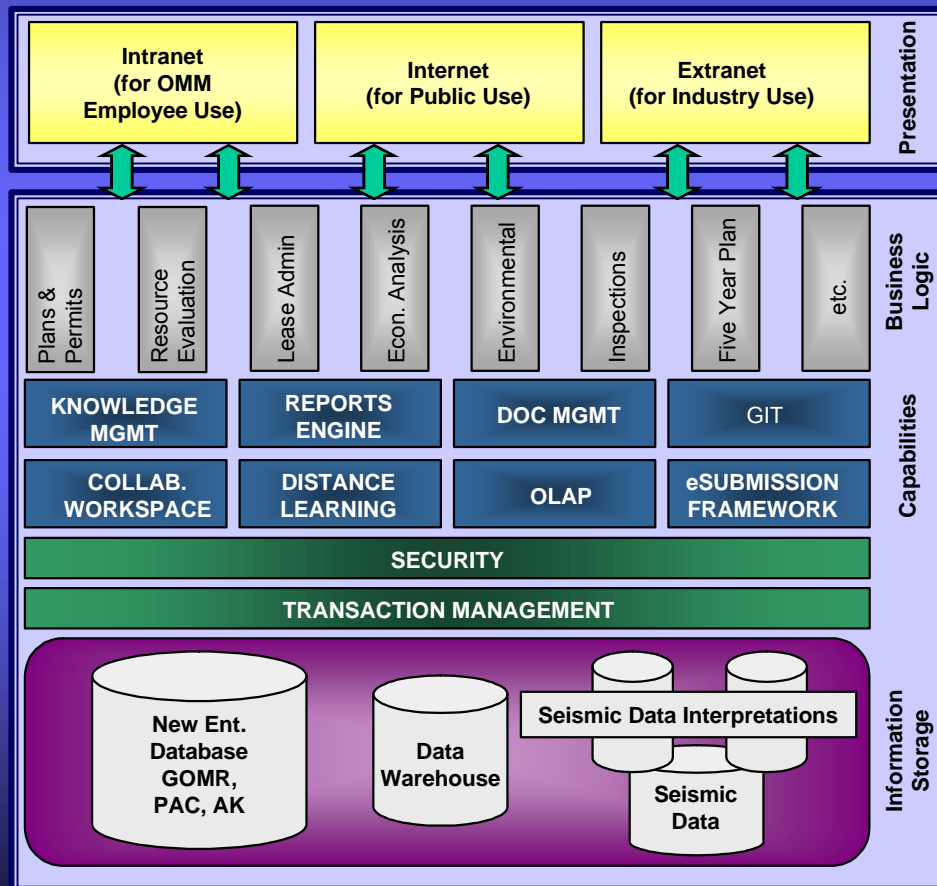 Intranet
(for OMM
Employee Use)
Internet
(for Public Use)
Extranet
(for Industry Use)
Presentation
Plans &
Permits
Resource
Evaluation
Lease Admin
Econ. Analysis
Environmental
Inspections
Five Year Plan
etc.
Business
Logic
KNOWLEDGE
MGMT
REPORTS
ENGINE
DOC MGMT
GIT
COLLAB.
WORKSPACE
DISTANCE
LEARNING
OLAP
eSUBMISSION
FRAMEWORK
Capabilities
SECURITY
TRANSACTION MANAGEMENT
New Ent.
Database
GOMR,
PAC, AK
Data
Warehouse
Seismic Data Interpretations
Seismic
Data
Information
Storage